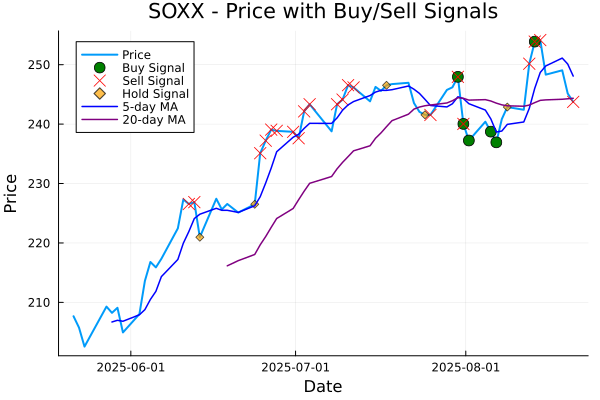 SOXX - Price with Buy/Sell Signals
Price
Buy Signal
Sell Signal
Hold Signal
5-day MA
20-day MA
250
240
230
220
210
Price
2025-06-01 2025-07-01 2025-08-01
Date